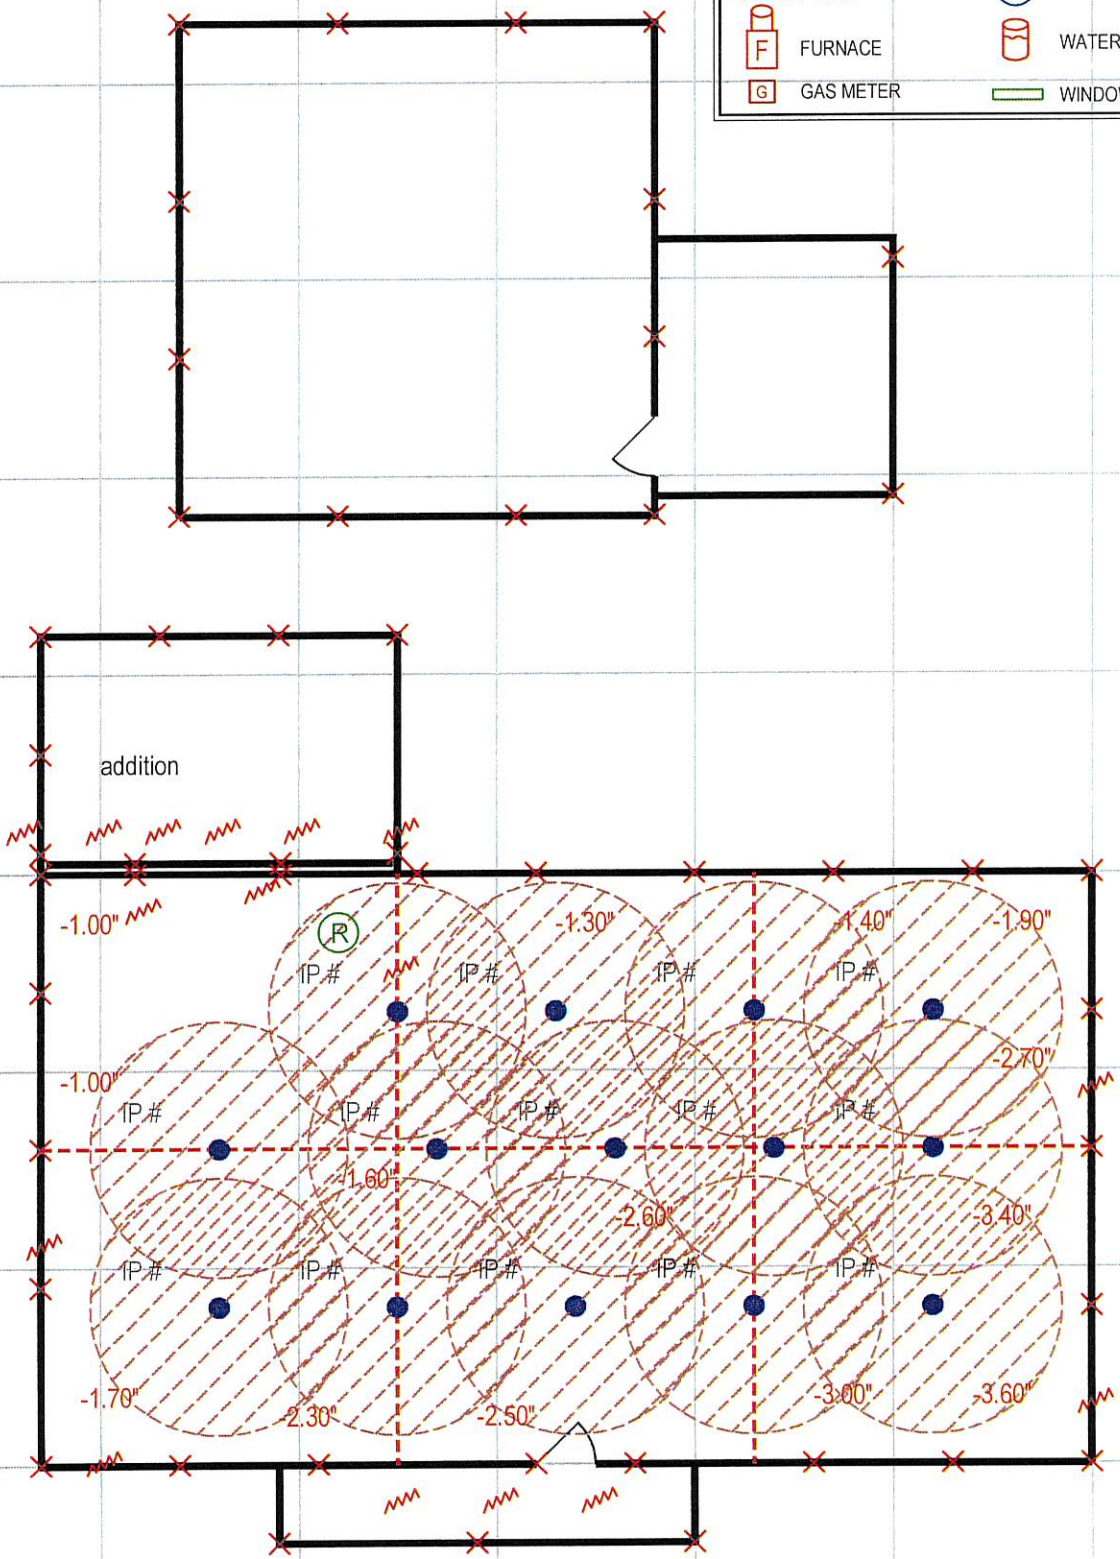 F FURNACE
WATER
G GAS METER
WINDOW
addition
-1.00"
R
-1.30"
-1.40"
-1.90"
IP #
IP #
IP #
IP #
-2.70"
-1.00"
IP #
IP #
IP #
IP #
IP #
-1.60"
-2.60"
-3.40"
IP #
IP #
IP #
IP #
IP #
-1.70"
-2.30"
-2.50"
-3.00"
-3.60"